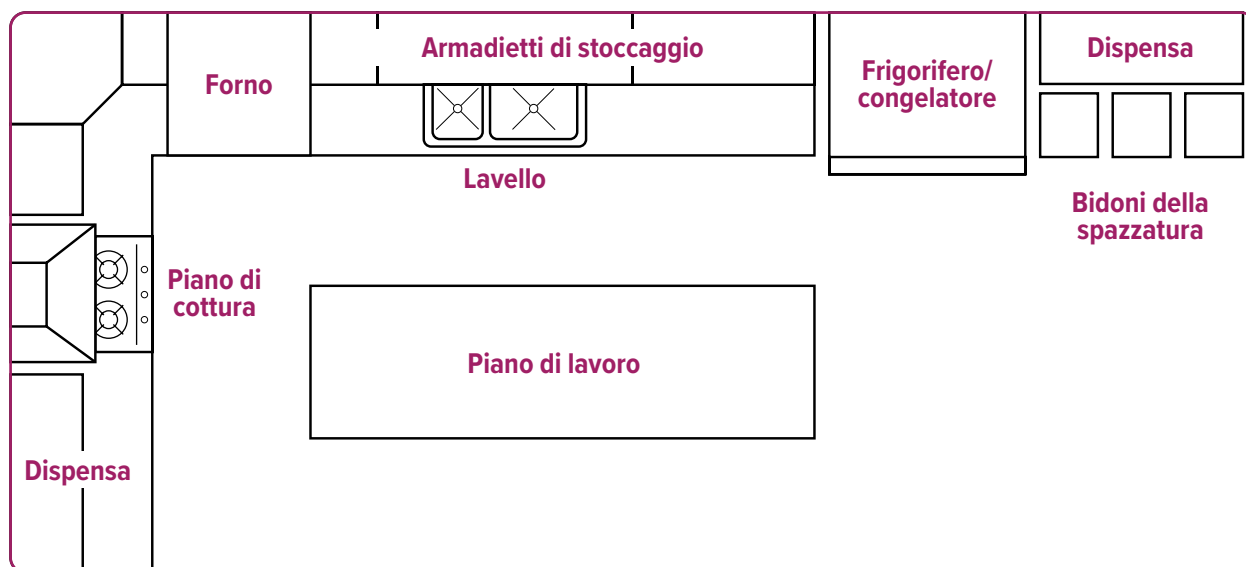 Armadietti di stoccaggio
Dispensa
Forno
Frigorifero/
congelatore
Lavello
Bidoni della
spazzatura
Piano di
cottura
Piano di lavoro
Dispensa